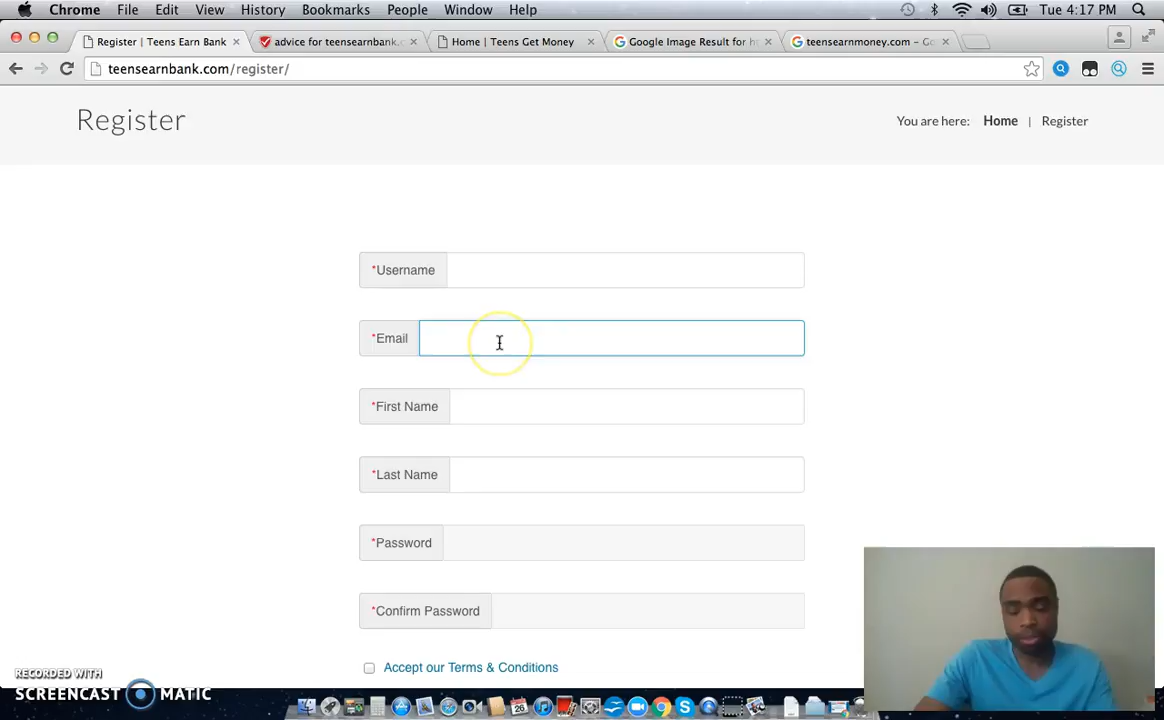 Chrome File Edit View History Bookmarks People Window Help Tue 4:17 PM
Register | Teens Earn Bank
advice for teensearnbank.c
Home | Teens Get Money
Google Image Result for h
teensearnmoney.com – Go
teensearnbank.com/register/
Register
You are here: Home | Register
*Username
*Email
*First Name
*Last Name
*Password
*Confirm Password
Accept our Terms & Conditions
RECORDED WITH
SCREENCAST MATIC
26